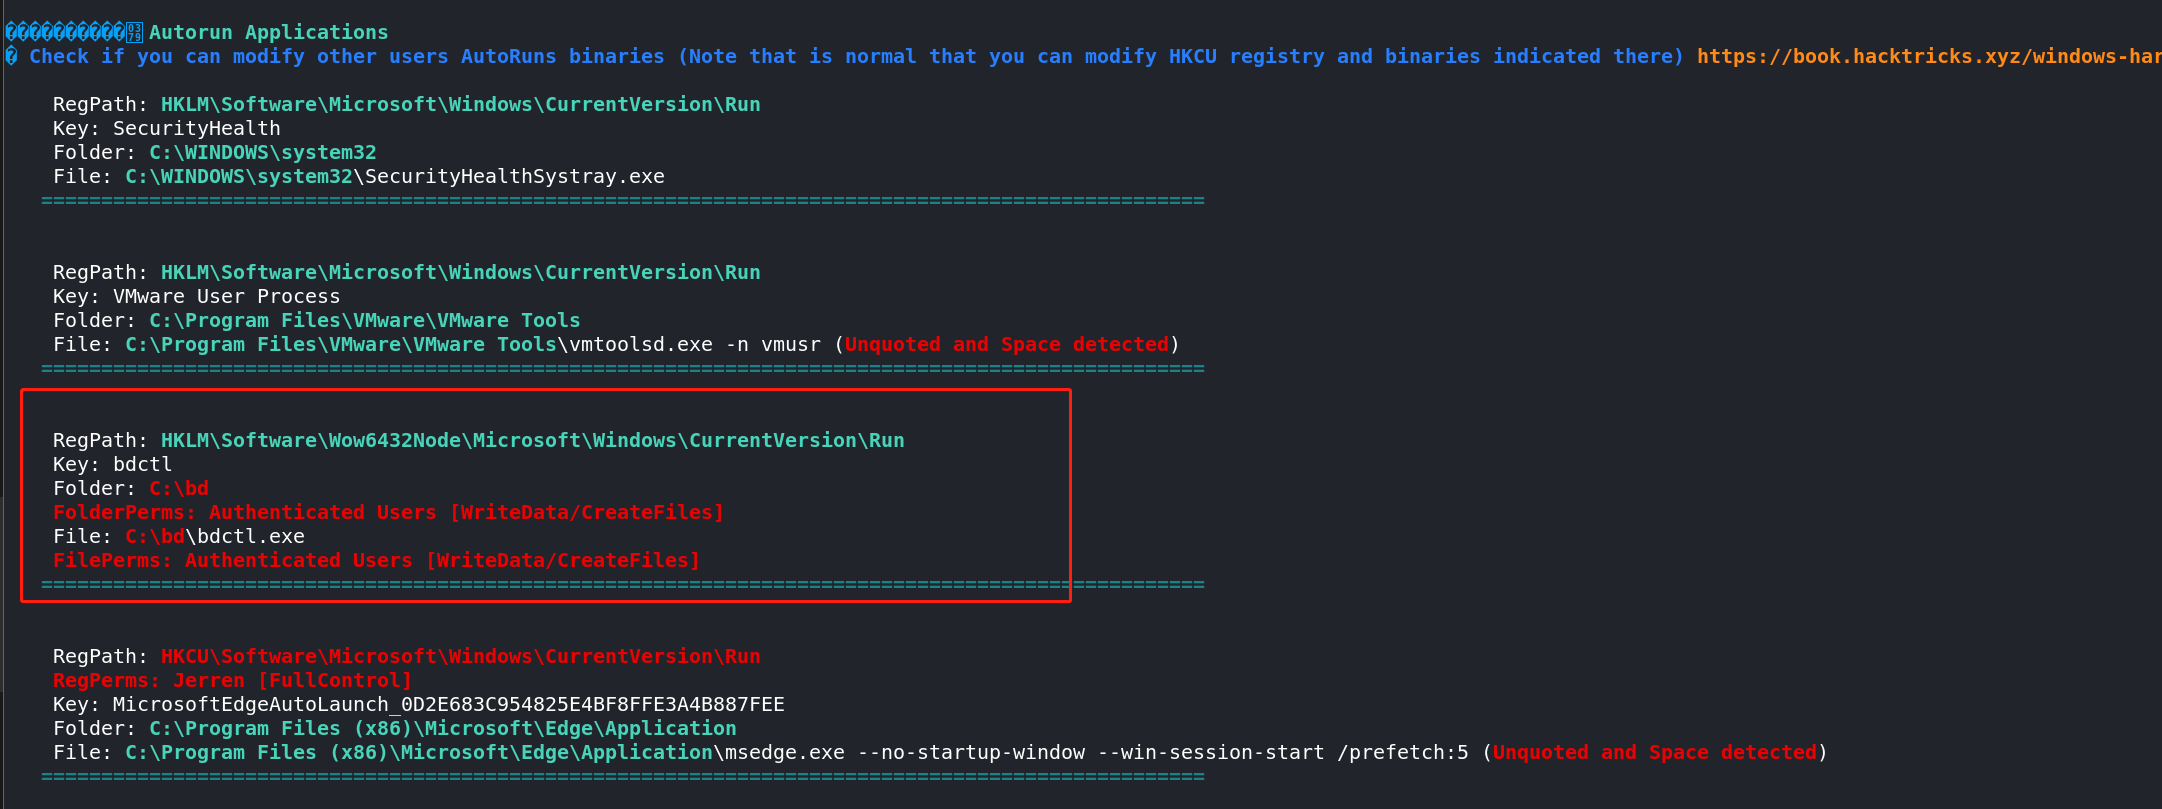 Autorun Applications
Check if you can modify other users AutoRuns binaries (Note that is normal that you can modify HKCU registry and binaries indicated there) https://book.hacktricks.xyz/windows-har
RegPath: HKLM\Software\Microsoft\Windows\CurrentVersion\Run
Key: SecurityHealth
Folder: C:\WINDOWS\system32
File: C:\WINDOWS\system32\SecurityHealthSystray.exe
=================================================================================================
RegPath: HKLM\Software\Microsoft\Windows\CurrentVersion\Run
Key: VMware User Process
Folder: C:\Program Files\VMware\VMware Tools
File: C:\Program Files\VMware\VMware Tools\vmtoolsd.exe -n vmusr (Unquoted and Space detected)
=================================================================================================
RegPath: HKLM\Software\Wow6432Node\Microsoft\Windows\CurrentVersion\Run
Key: bdctl
Folder: C:\bd
FolderPerms: Authenticated Users [WriteData/CreateFiles]
File: C:\bd\bdctl.exe
FilePerms: Authenticated Users [WriteData/CreateFiles]
=================================================================================================
RegPath: HKCU\Software\Microsoft\Windows\CurrentVersion\Run
RegPerms: Jerren [FullControl]
Key: MicrosoftEdgeAutoLaunch_0D2E683C954825E4BF8FFE3A4B887FEE
Folder: C:\Program Files (x86)\Microsoft\Edge\Application
File: C:\Program Files (x86)\Microsoft\Edge\Application\msedge.exe --no-startup-window --win-session-start /prefetch:5 (Unquoted and Space detected)
=================================================================================================